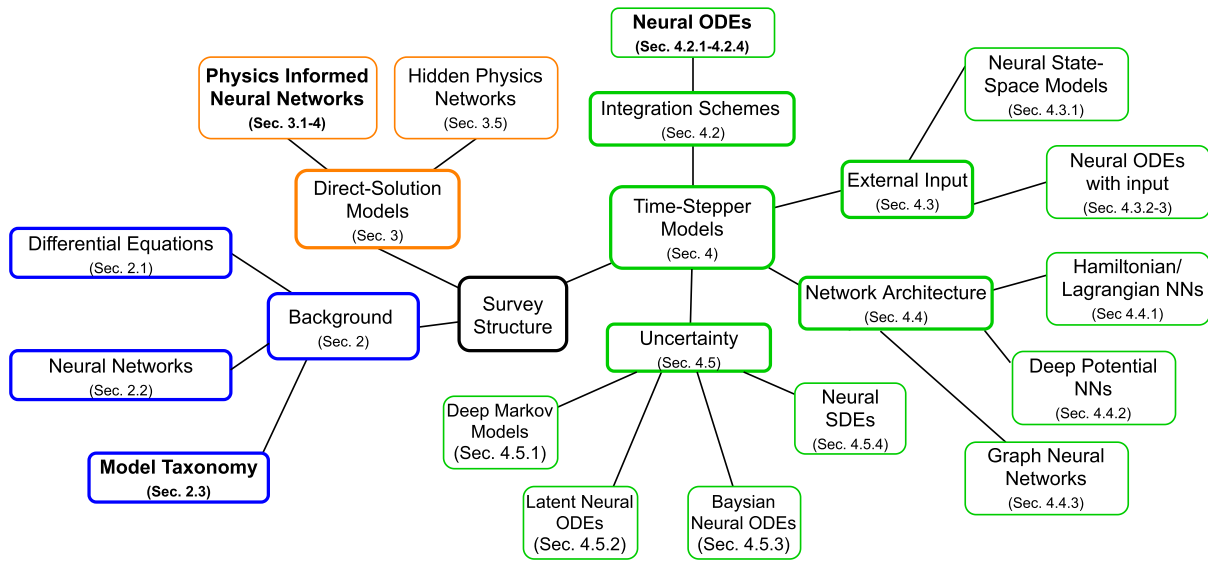 Neural ODEs
(Sec. 4.2.1-4.2.4)
Physics Informed
Neural Networks
(Sec. 3.1-4)
Hidden Physics
Networks
(Sec. 3.5)
Integration Schemes
(Sec. 4.2)
Neural State-
Space Models
(Sec. 4.3.1)
Direct-Solution
Models
(Sec. 3)
Time-Stepper
Models
(Sec. 4)
External Input
(Sec. 4.3)
Neural ODEs
with input
(Sec. 4.3.2-3)
Differential Equations
(Sec. 2.1)
Background
(Sec. 2)
Survey
Structure
Network Architecture
(Sec. 4.4)
Hamiltonian/
Lagrangian NNs
(Sec 4.4.1)
Neural Networks
(Sec. 2.2)
Uncertainty
(Sec. 4.5)
Deep Potential
NNs
(Sec. 4.4.2)
Deep Markov
Models
(Sec. 4.5.1)
Neural
SDEs
(Sec. 4.5.4)
Model Taxonomy
(Sec. 2.3)
Graph Neural
Networks
(Sec. 4.4.3)
Latent Neural
ODEs
(Sec. 4.5.2)
Baysian
Neural ODEs
(Sec. 4.5.3)